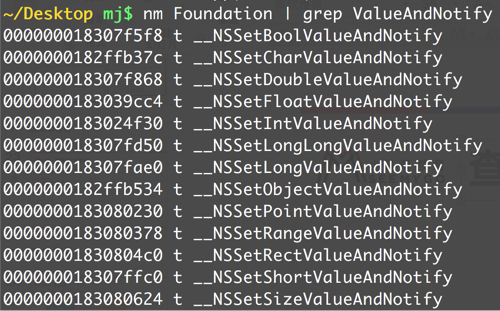 ~/Desktop mj$ nm Foundation | grep ValueAndNotify
000000018307f5f8 t __NSSetBoolValueAndNotify
0000000182ffb37c t __NSSetCharValueAndNotify
000000018307f868 t __NSSetDoubleValueAndNotify
0000000183039cc4 t __NSSetFloatValueAndNotify
0000000183024f30 t __NSSetIntValueAndNotify
000000018307fd50 t __NSSetLongLongValueAndNotify
000000018307fae0 t __NSSetLongValueAndNotify
0000000182ffb534 t __NSSetObjectValueAndNotify
0000000183080230 t __NSSetPointValueAndNotify
0000000183080378 t __NSSetRangeValueAndNotify
00000001830804c0 t __NSSetRectValueAndNotify
000000018307ffc0 t __NSSetShortValueAndNotify
0000000183080624 t __NSSetSizeValueAndNotify